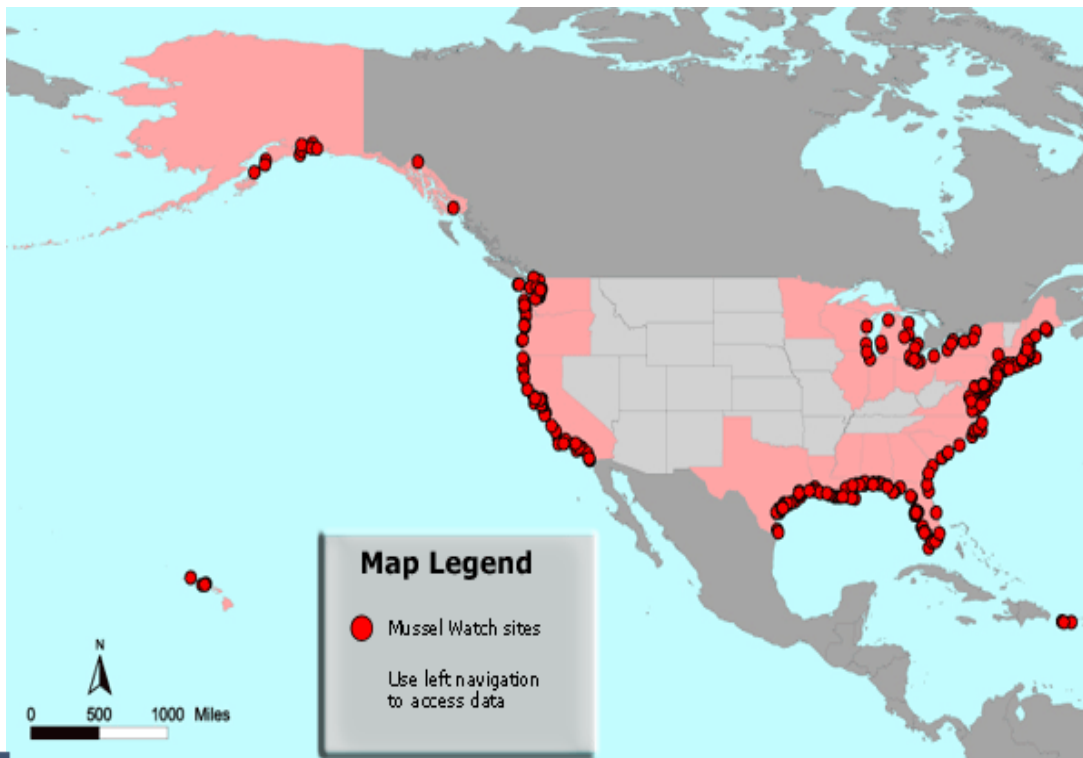 Map Legend
Mussel Watch sites
Use left navigation
to access data
N
0 500 1000 Miles